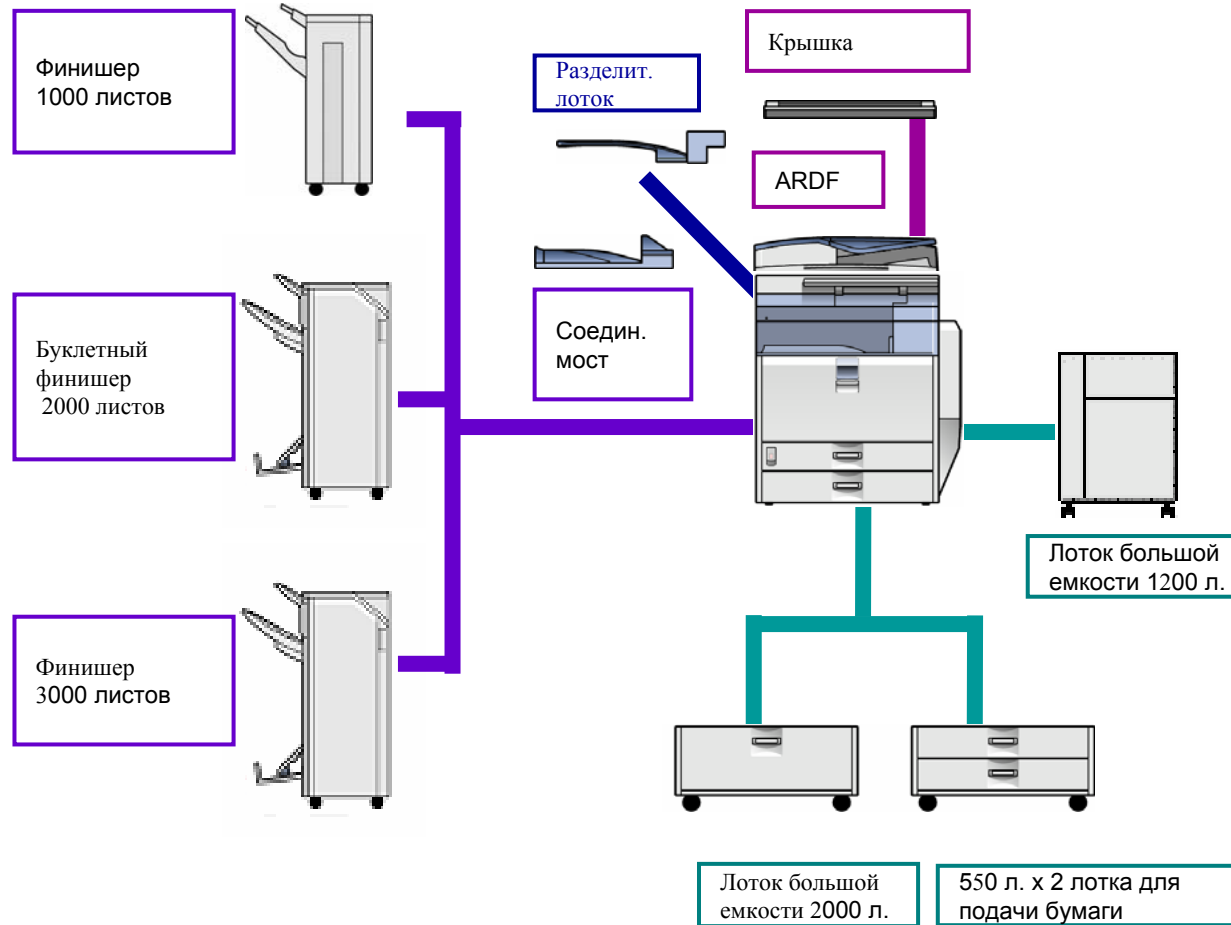 Финишер
1000 листов
Разделит.
лоток
Крышка
ARDF
Буклетный
финишер
2000 листов
Соедин.
мост
Лоток большой
емкости 1200 л.
Финишер
3000 листов
Лоток большой
емкости 2000 л.
550 л. x 2 лотка для
подачи бумаги